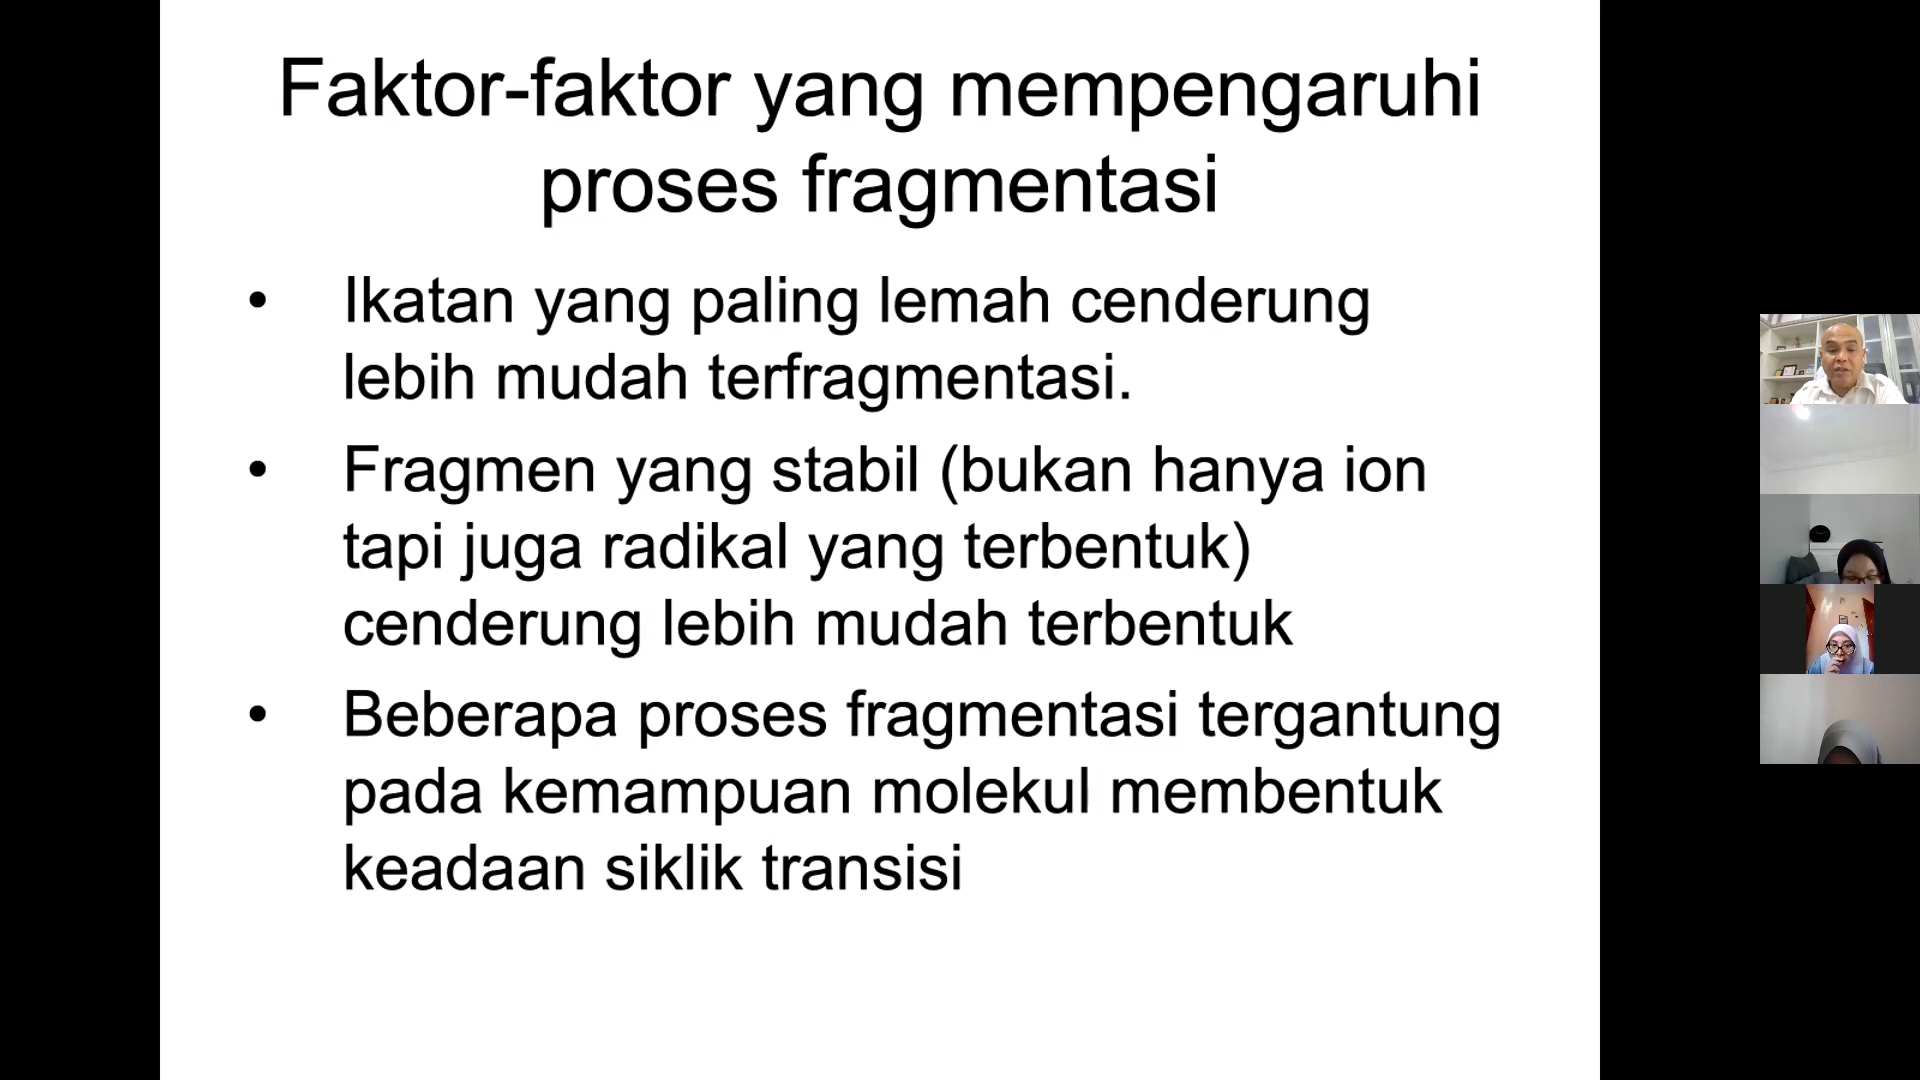 Faktor-faktor yang mempengaruhi
proses fragmentasi
• Ikatan yang paling lemah cenderung
lebih mudah terfragmentasi.
• Fragmen yang stabil (bukan hanya ion
tapi juga radikal yang terbentuk)
cenderung lebih mudah terbentuk
• Beberapa proses fragmentasi tergantung
pada kemampuan molekul membentuk
keadaan siklik transisi